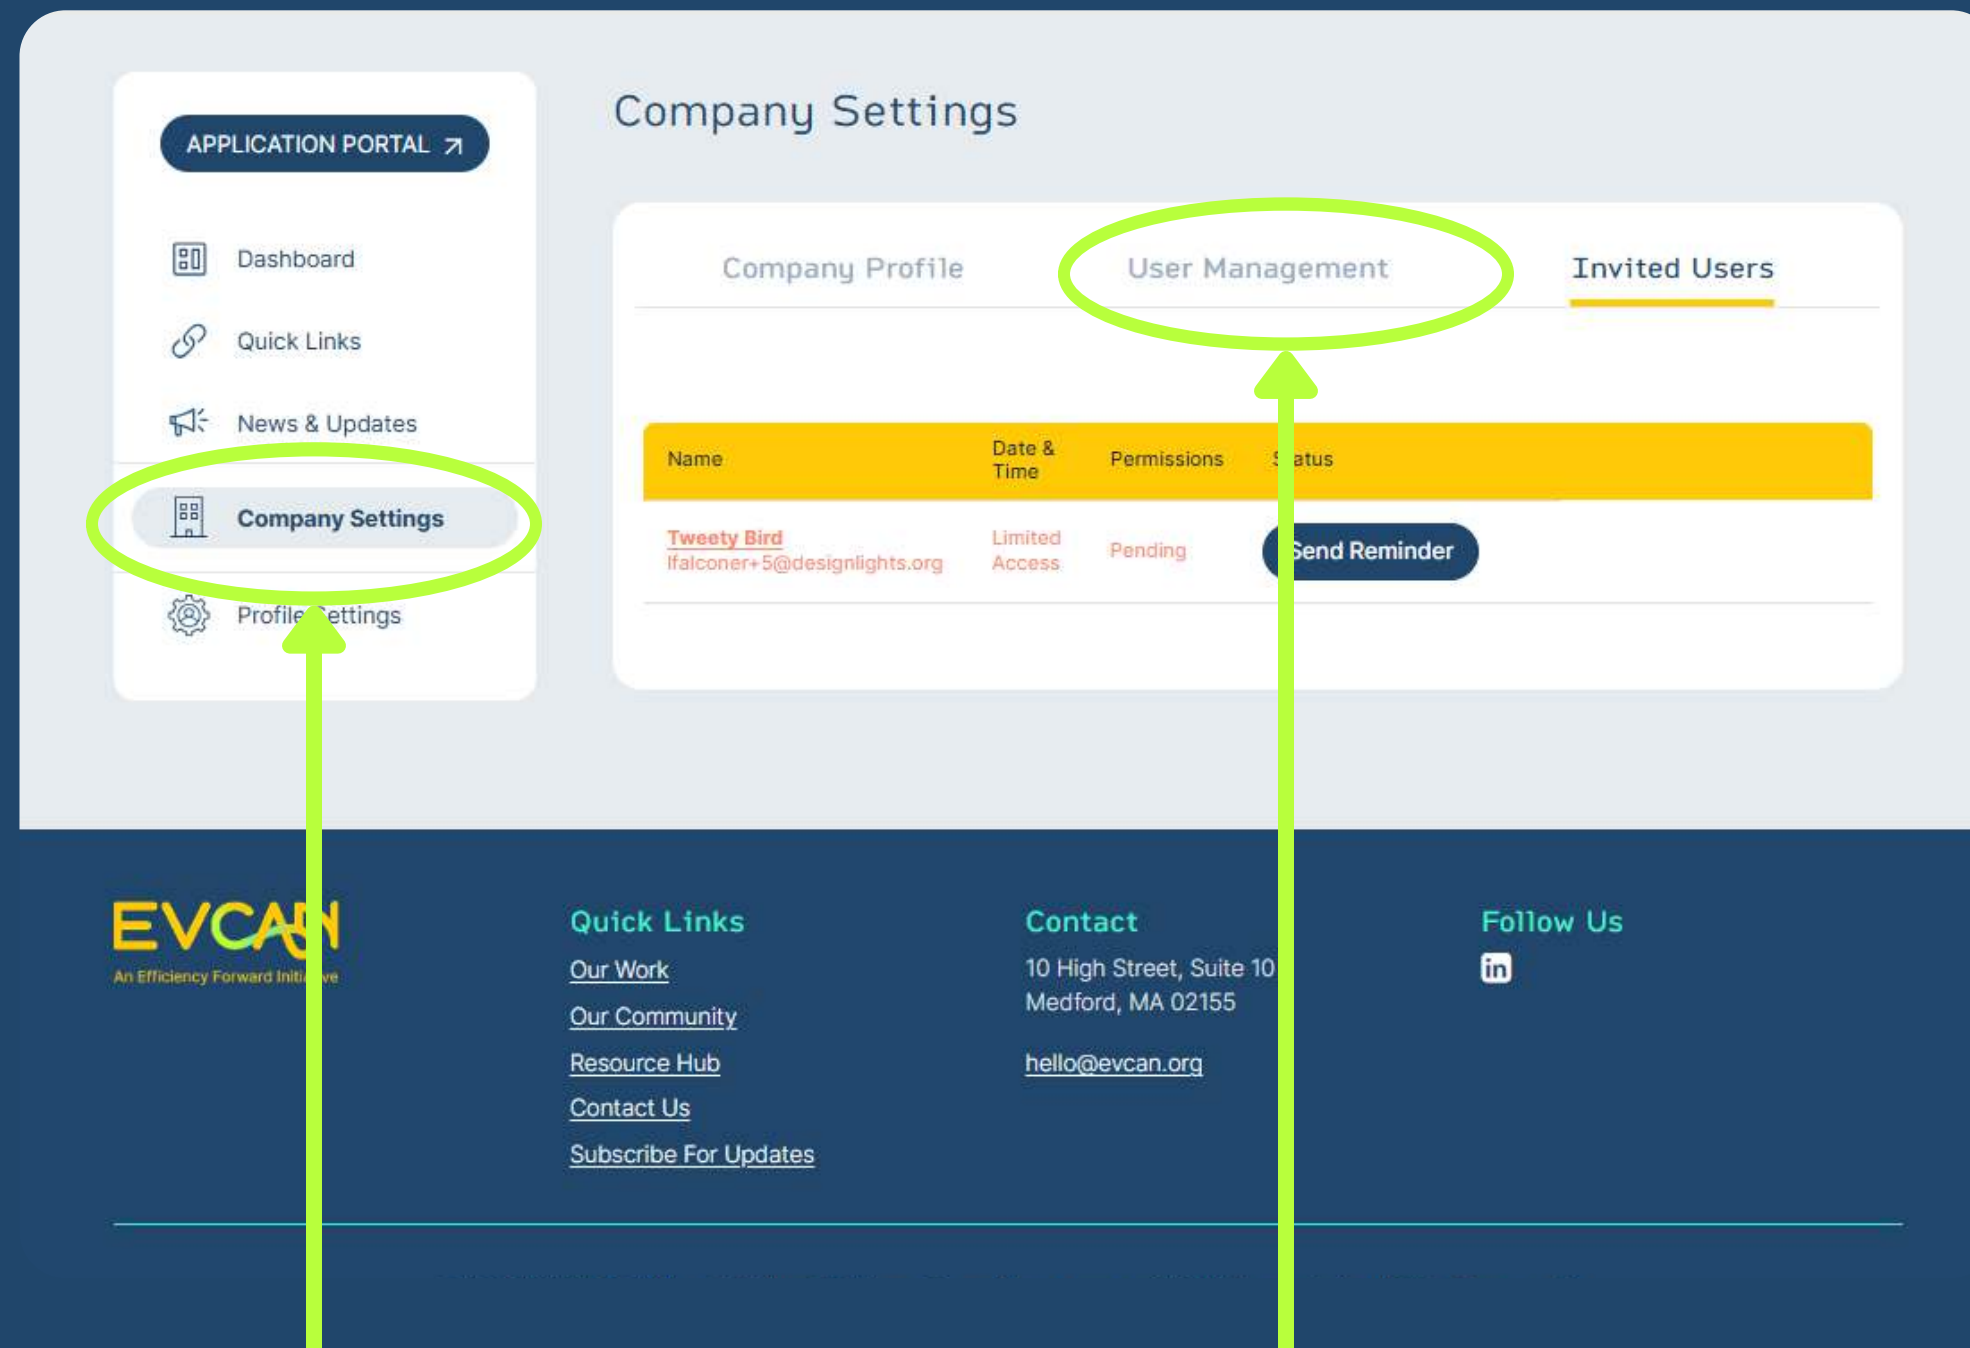 APPLICATION PORTAL
Dashboard
Quick Links
News & Updates
Company Settings
Profile Settings
Company Settings
Company Profile
User Management
Invited Users
Name
Date &
Time
Permissions
Status
Tweety Bird
lfalconer+5@designlights.org
Limited
Access
Pending
Send Reminder
EVCAN
An Efficiency Forward Initiative
Quick Links
Our Work
Our Community
Resource Hub
Contact Us
Subscribe For Updates
Contact
10 High Street, Suite 10
Medford, MA 02155
hello@evcan.org
Follow Us
in